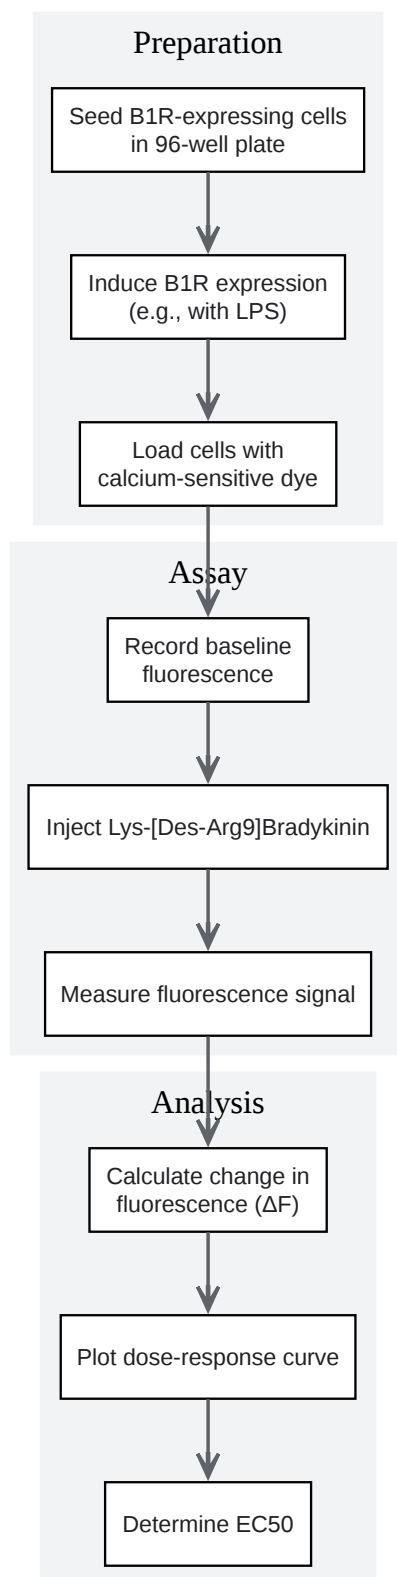 Preparation
Seed B1R-expressing cells
in 96-well plate
Induce B1R expression
(e.g., with LPS)
Load cells with
calcium-sensitive dye
Assay
Record baseline
fluorescence
Inject Lys-[Des-Arg9]Bradykinin
Measure fluorescence signal
Analysis
Calculate change in
fluorescence (ΔF)
Plot dose-response curve
Determine EC50